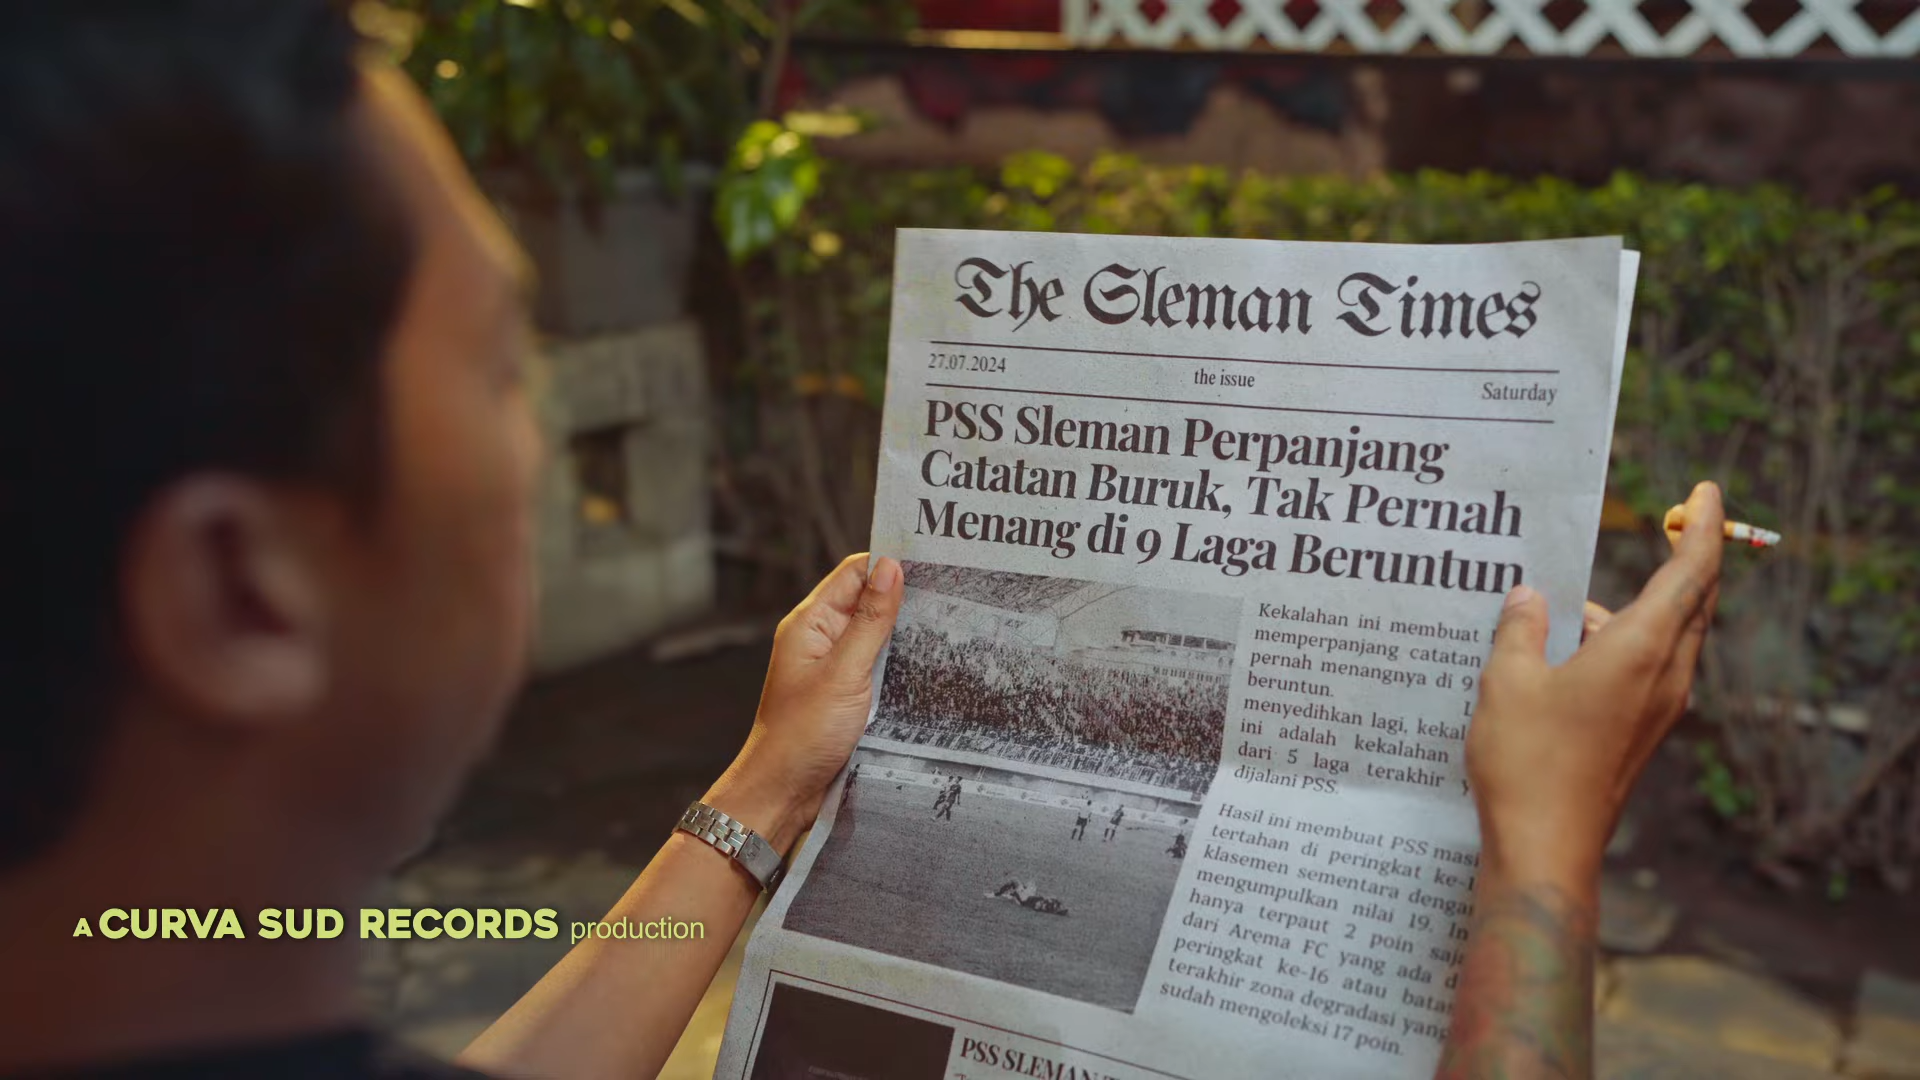 The Sleman Times
27.07.2024 the issue Saturday
PSS Sleman Perpanjang
Catatan Buruk, Tak Pernah
Menang di 9 Laga Beruntun
Kekalahan ini membuat
memperpanjang catatan
pernah menangnya di 9
beruntun.
menyedihkan lagi, kekal
ini adalah kekalahan
dari 5 laga terakhir y
dijalani PSS.
Hasil ini membuat PSS masi
tertahan di peringkat ke-1
klasemen sementara dengan
mengumpulkan nilai 19. In
hanya terpaut 2 poin saja
dari Arema FC yang ada d
peringkat ke-16 atau batas
terakhir zona degradasi yang
sudah mengoleksi 17 poin.
PSS SLEMAN
A CURVA SUD RECORDS production